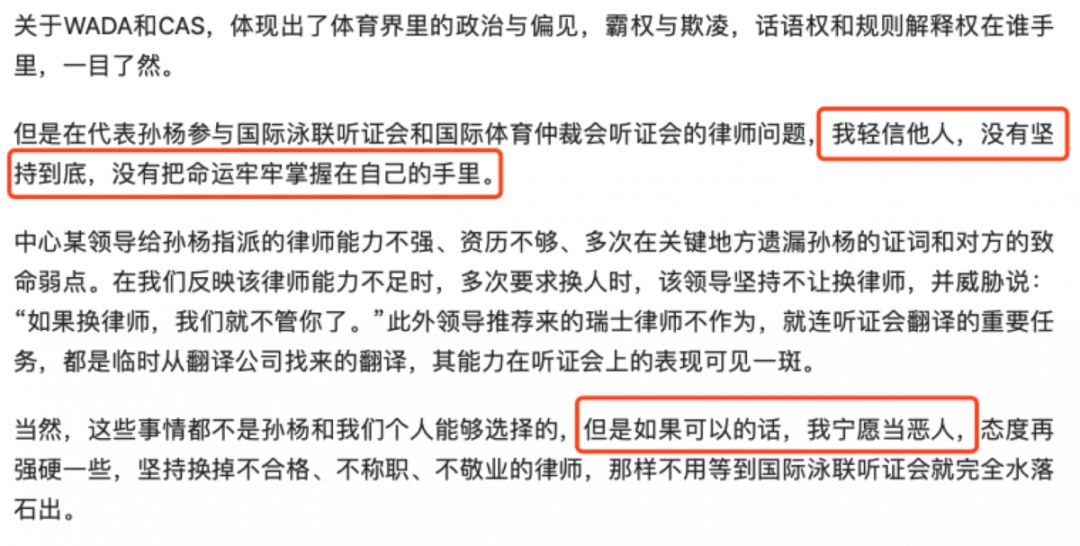 关于WADA和CAS，体现出了体育界里的政治与偏见，霸权与欺凌，话语权和规则解释权在谁手
里，一目了然。
但是在代表孙杨参与国际泳联听证会和国际体育仲裁会听证会的律师问题，我轻信他人，没有坚
持到底，没有把命运牢牢掌握在自己的手里。
中心某领导给孙杨指派的律师能力不强、资历不够、多次在关键地方遗漏孙杨的证词和对方的致
命弱点。在我们反映该律师能力不足时，多次要求换人时，该领导坚持不让换律师，并威胁说：
“如果换律师，我们就不管你了。”此外领导推荐来的瑞士律师不作为，就连听证会翻译的重要任
务，都是临时从翻译公司找来的翻译，其能力在听证会上的表现可见一斑。
当然，这些事情都不是孙杨和我们个人能够选择的，但是如果可以的话，我宁愿当恶人，态度再
强硬一些，坚持换掉不合格、不称职、不敬业的律师，那样不用等到国际泳联听证会就完全水落
石出。